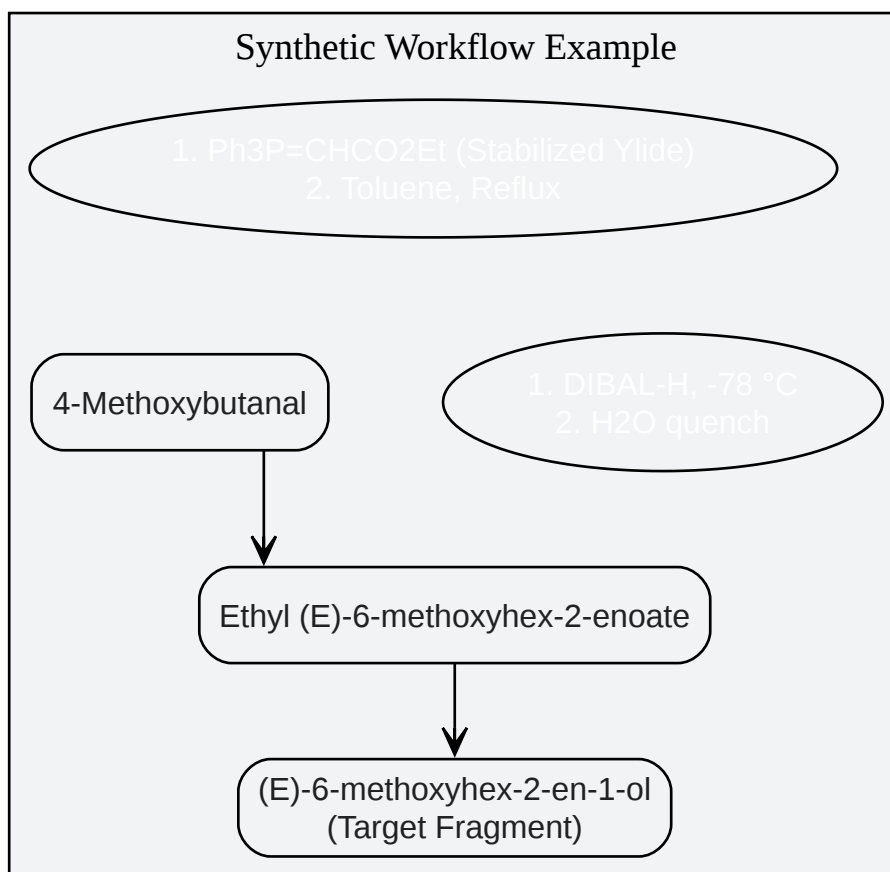 Synthetic Workflow Example
1. Ph3P=CHCO2Et (Stabilized Ylide)
2. Toluene, Reflux
4-Methoxybutanal
1. DIBAL-H, -78 °C
2. H2O quench
Ethyl (E)-6-methoxyhex-2-enoate
(E)-6-methoxyhex-2-en-1-ol
(Target Fragment)